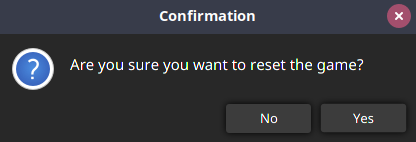 Confirmation
Are you sure you want to reset the game?
No
Yes